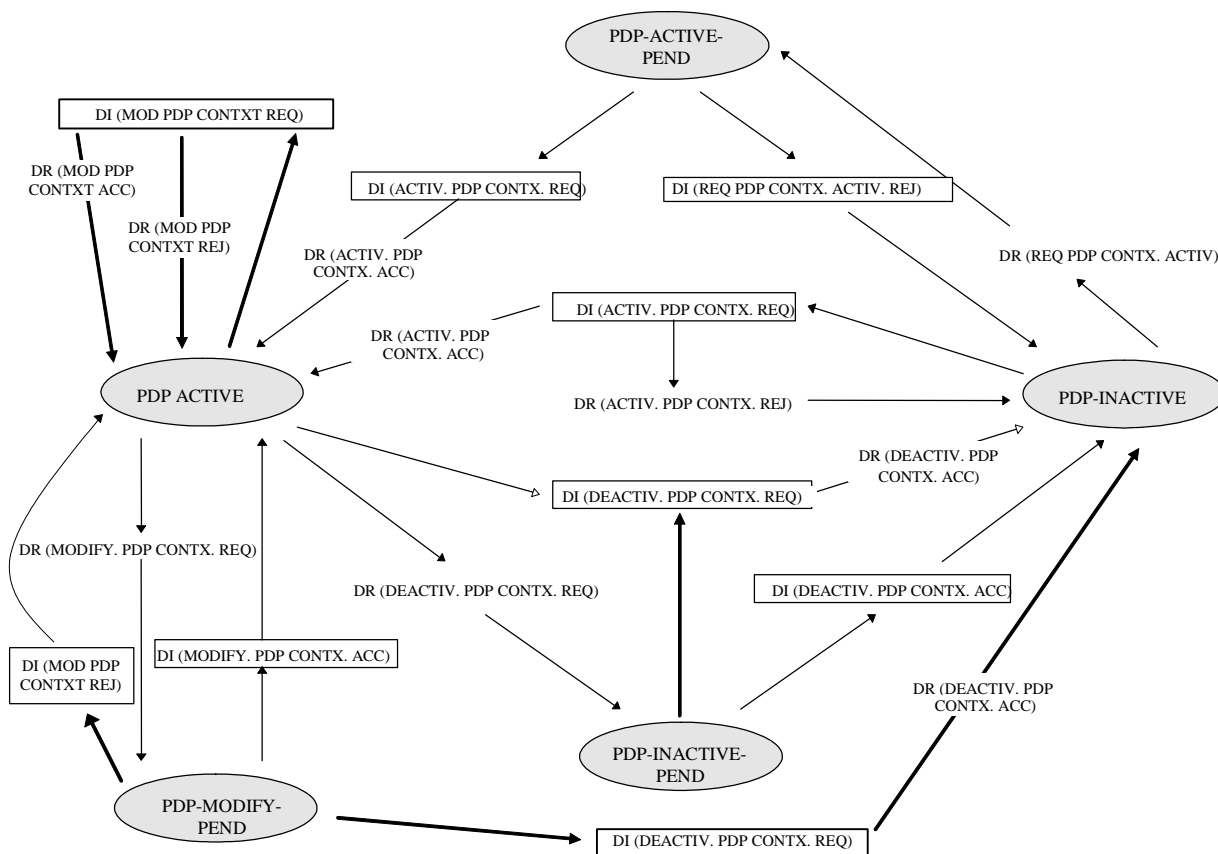 PDP-ACTIVE-
PEND
DI (MOD PDP CONTXT REQ)
DR (MOD PDP
CONTXT ACC)
DI (ACTIV. PDP CONTX. REQ)
DI (REQ PDP CONTX. ACTIV. REJ)
DR (MOD PDP
CONTXT REJ)
DR (ACTIV. PDP
CONTX. ACC)
DR (REQ PDP CONTX. ACTIV)
DI (ACTIV. PDP CONTX. REQ)
DR (ACTIV. PDP
CONTX. ACC)
PDP ACTIVE
DR (ACTIV. PDP CONTX. REJ)
PDP-INACTIVE
DR (DEACTIV. PDP
CONTX. ACC)
DI (DEACTIV. PDP CONTX. REQ)
DR (MODIFY. PDP CONTX. REQ)
DR (DEACTIV. PDP CONTX. REQ)
DI (DEACTIV. PDP CONTX. ACC)
DI (MOD PDP
CONTXT REJ)
DI (MODIFY. PDP CONTX. ACC)
DR (DEACTIV. PDP
CONTX. ACC)
PDP-INACTIVE-
PEND
PDP-MODIFY-
PEND
DI (DEACTIV. PDP CONTX. REQ)